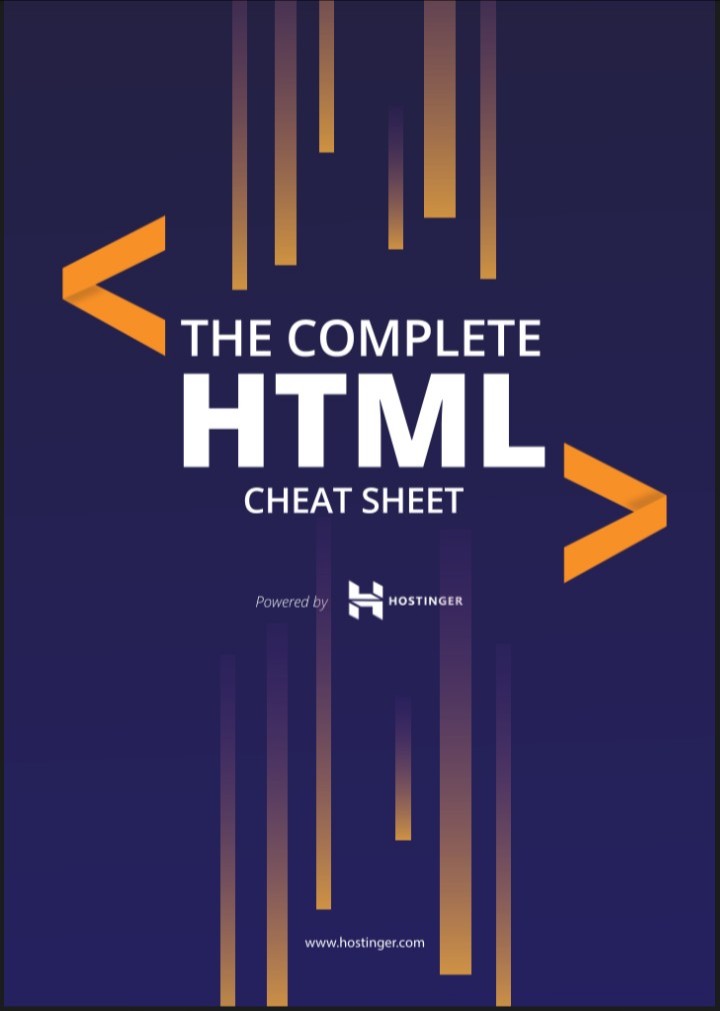 THE COMPLETE
HTML
CHEAT SHEET
Powered by HOSTINGER
www.hostinger.com